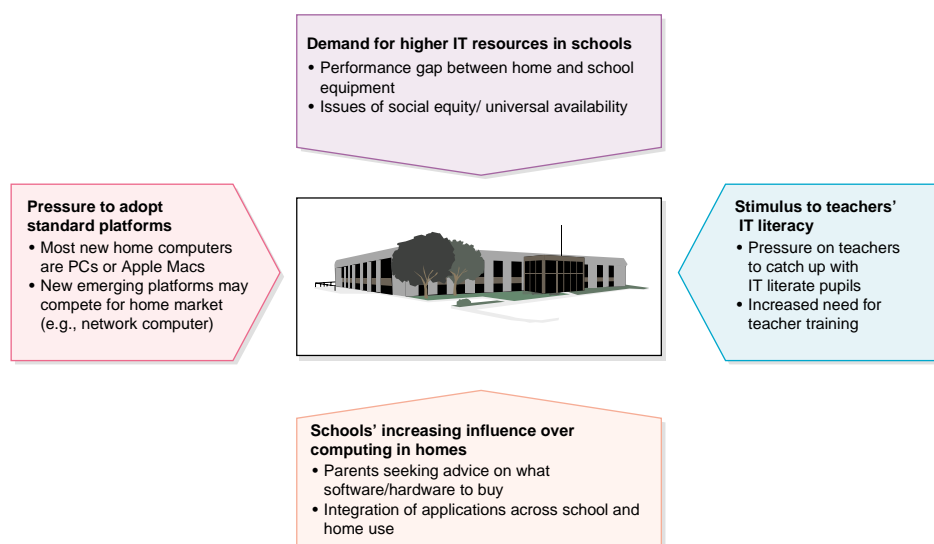 Demand for higher IT resources in schools
• Performance gap between home and school
equipment
• Issues of social equity/ universal availability
Pressure to adopt
standard platforms
• Most new home computers
are PCs or Apple Macs
• New emerging platforms may
compete for home market
(e.g., network computer)
Stimulus to teachers’
IT literacy
• Pressure on teachers
to catch up with
IT literate pupils
• Increased need for
teacher training
Schools’ increasing influence over
computing in homes
• Parents seeking advice on what
software/hardware to buy
• Integration of applications across school and
home use